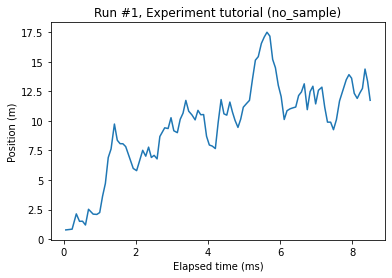 Run #1, Experiment tutorial (no_sample)
17.5
15
12.5
10
7.5
5
2.5
0
Position (m)
0 2 4 6 8
Elapsed time (ms)